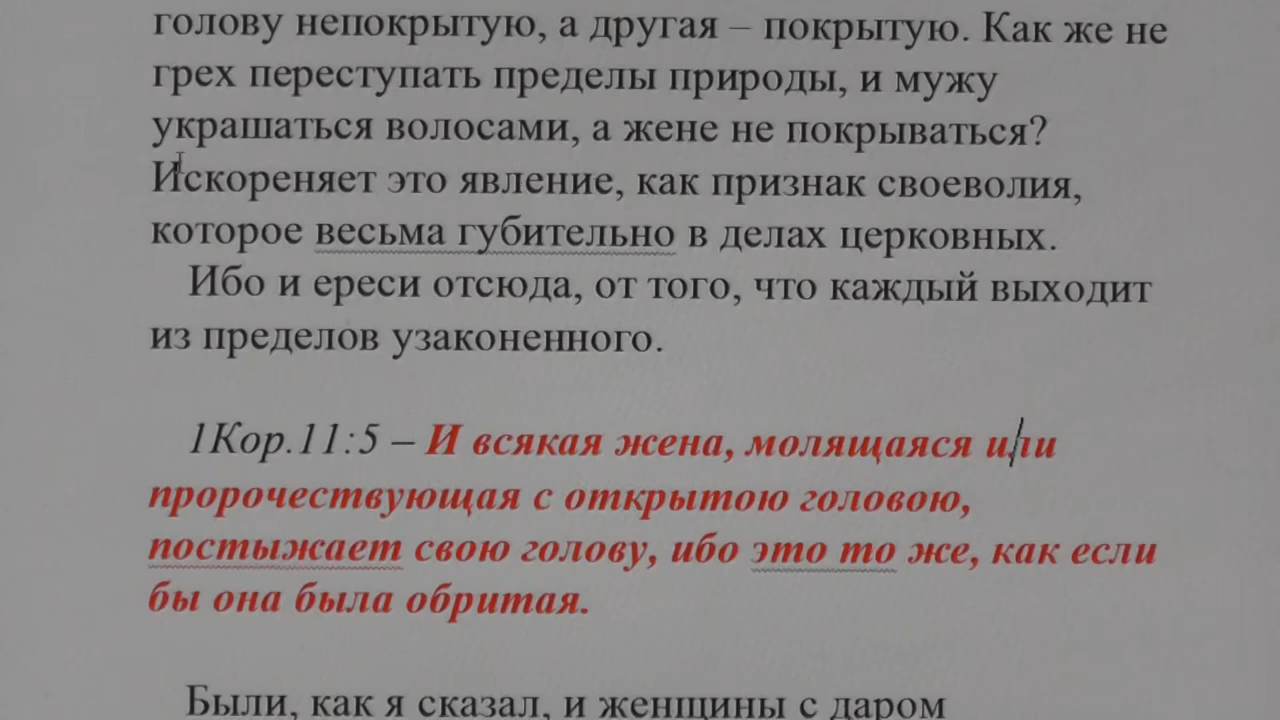 голову непокрытую, а другая – покрытую. Как же не
грех переступать пределы природы, и мужу
украшаться волосами, а жене не покрываться?
Искореняет это явление, как признак своеволия,
которое весьма губительно в делах церковных.
Ибо и ереси отсюда, от того, что каждый выходит
из пределов узаконенного.
1Кор.11:5 – И всякая жена, молящаяся или
пророчествующая с открытою головою,
постыжает свою голову, ибо это то же, как если
бы она была обритая.
Были, как я сказал, и женщины с даром